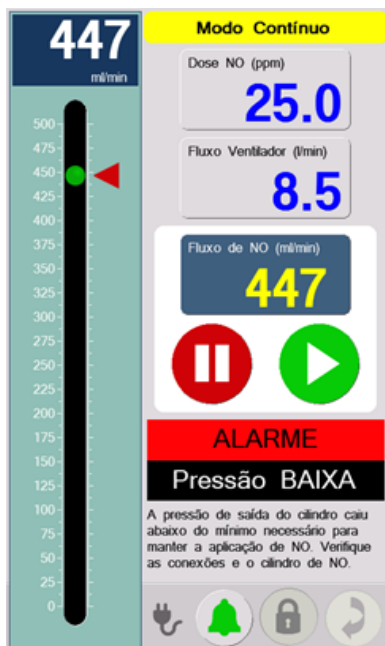 447
ml/min
500
475
450
425
400
375
350
325
300
275
250
225
200
175
150
125
100
75
50
25
0
Modo Contínuo
Dose NO (ppm)
25.0
Fluxo Ventilador (l/min)
8.5
Fluxo de NO (ml/min)
447
ALARME
Pressão BAIXA
A pressão de saída do cilindro caiu
abaixo do mínimo necessário para
manter a aplicação de NO. Verifique
as conexões e o cilindro de NO.